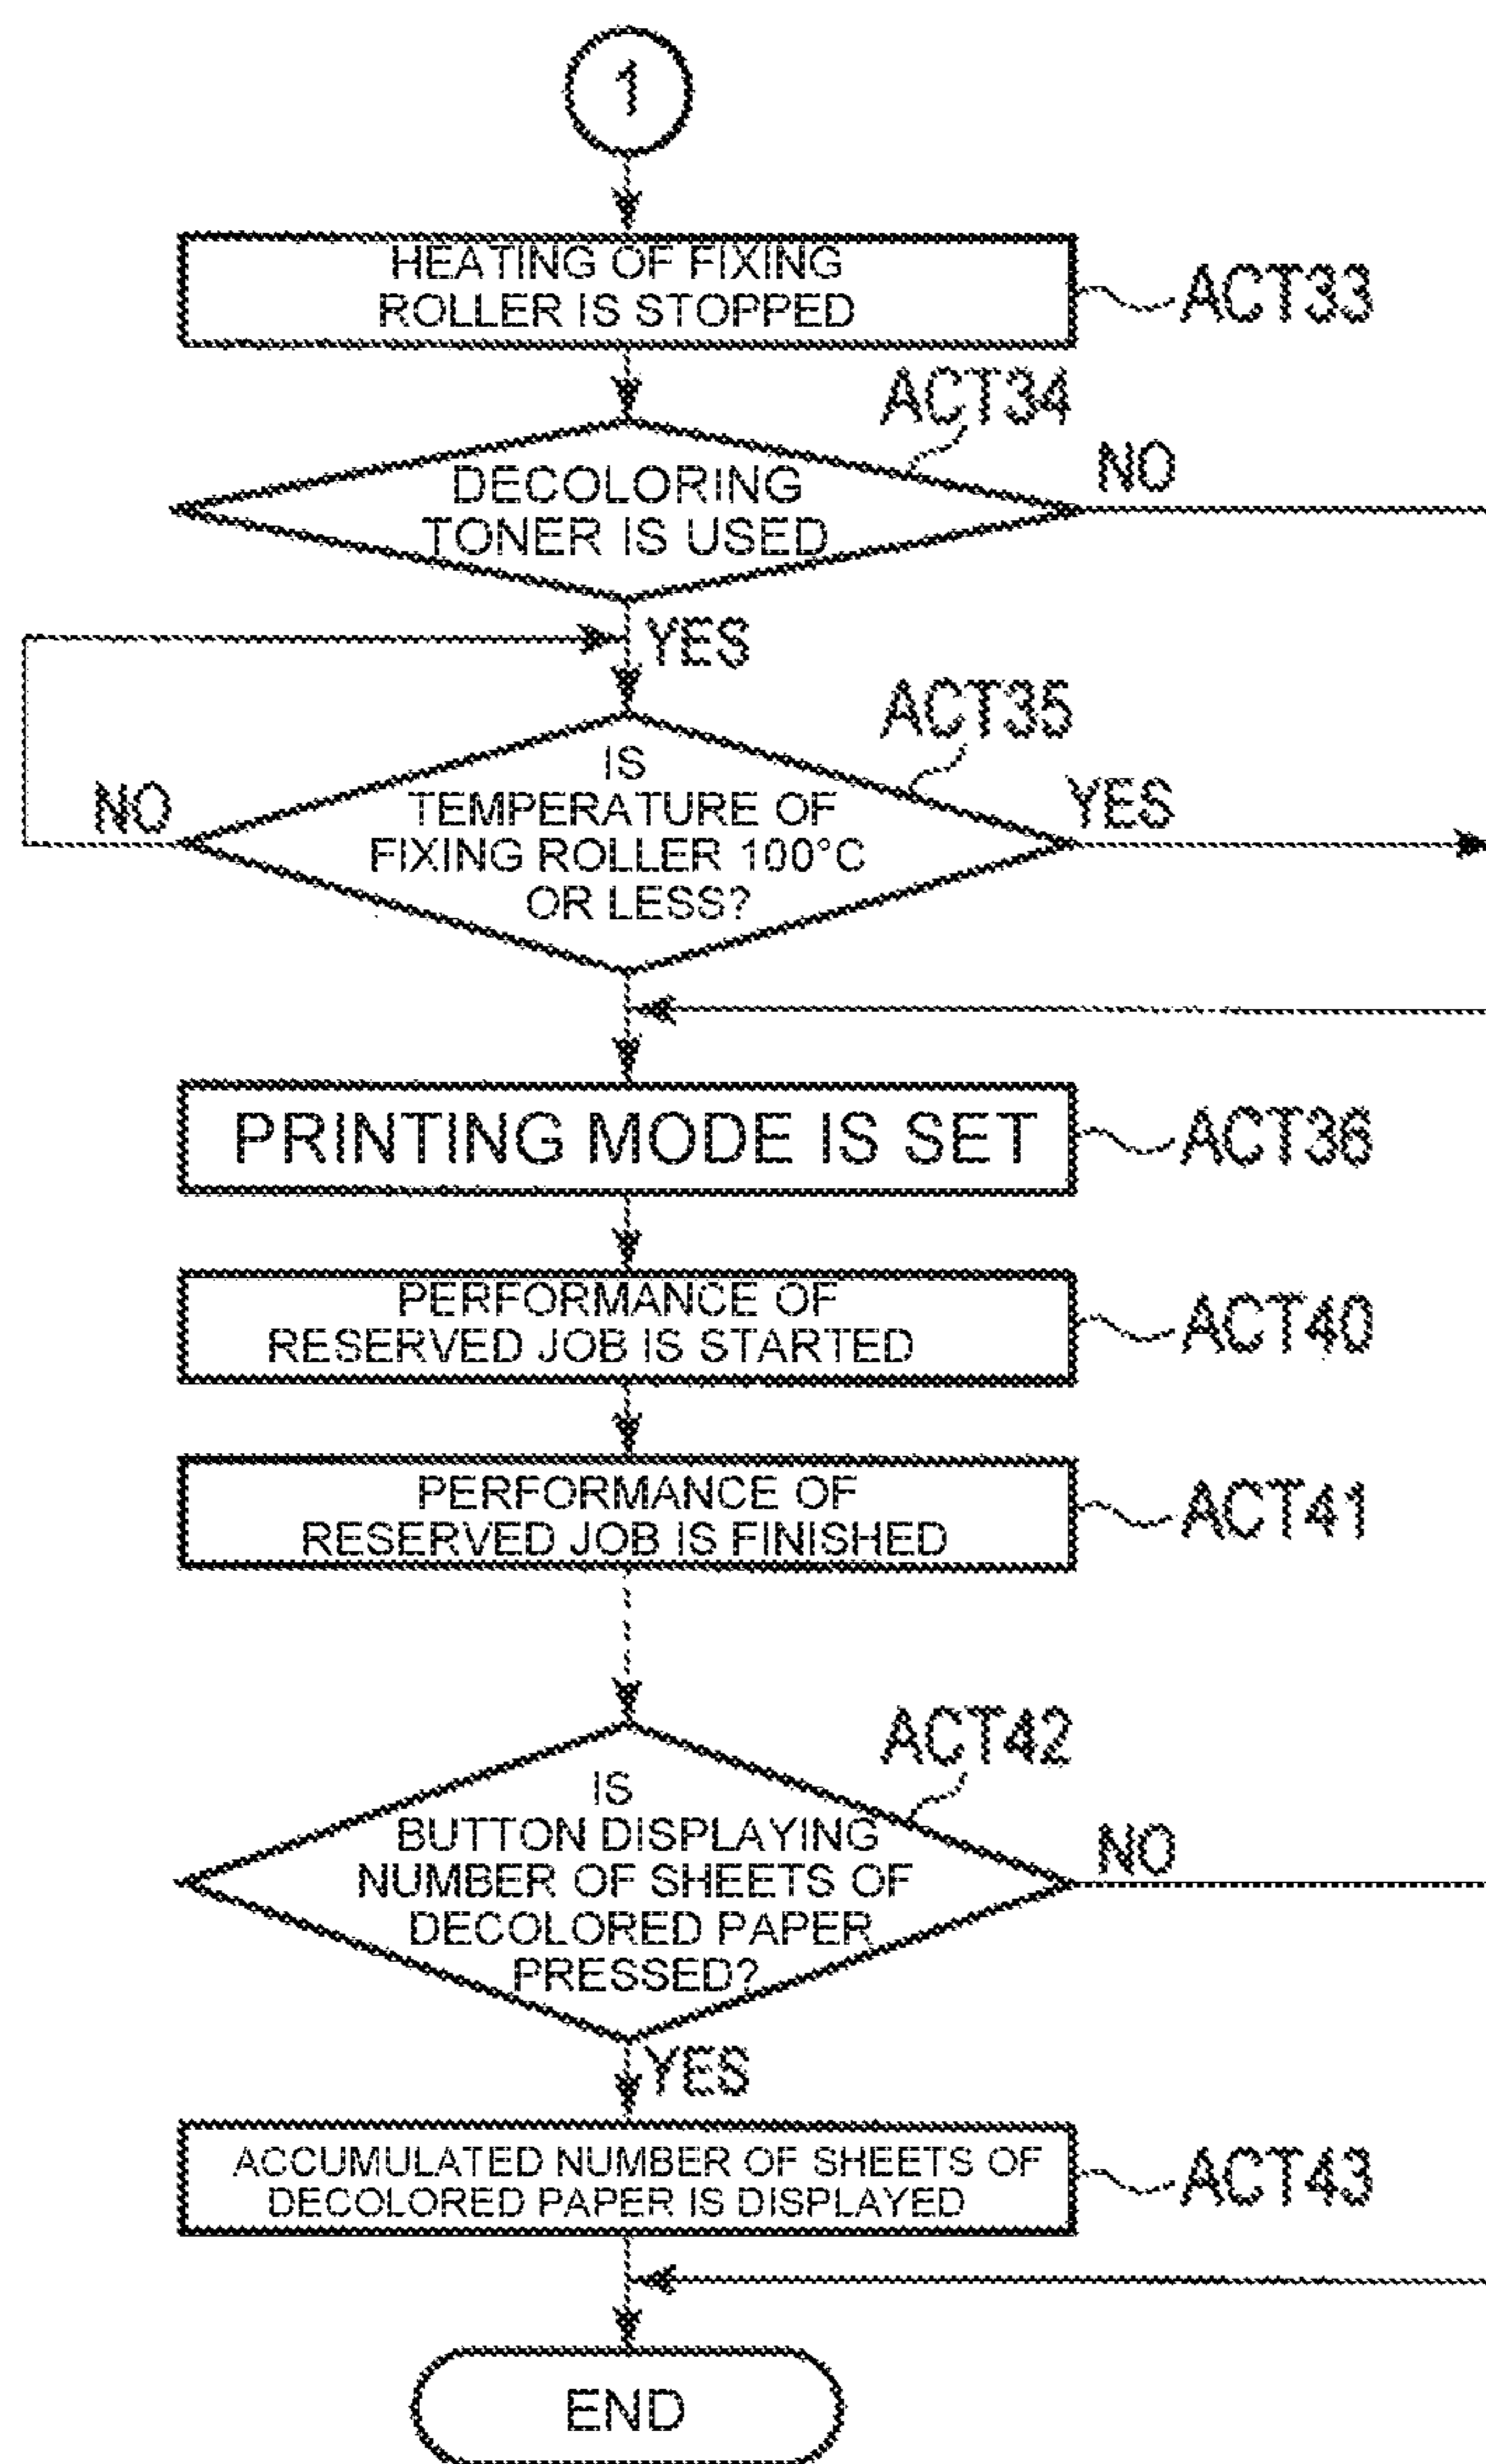 1
HEATING OF FIXING
ROLLER IS STOPPED
ACT33
ACT34
DECOLORING
TONER IS USED
NO
YES
ACT35
IS
TEMPERATURE OF
FIXING ROLLER 100°C
OR LESS?
NO
YES
PRINTING MODE IS SET
ACT36
PERFORMANCE OF
RESERVED JOB IS STARTED
ACT40
PERFORMANCE OF
RESERVED JOB IS FINISHED
ACT41
ACT42
IS
BUTTON DISPLAYING
NUMBER OF SHEETS OF
DECOLORED PAPER
PRESSED?
NO
YES
ACCUMULATED NUMBER OF SHEETS OF
DECOLORED PAPER IS DISPLAYED
ACT43
END